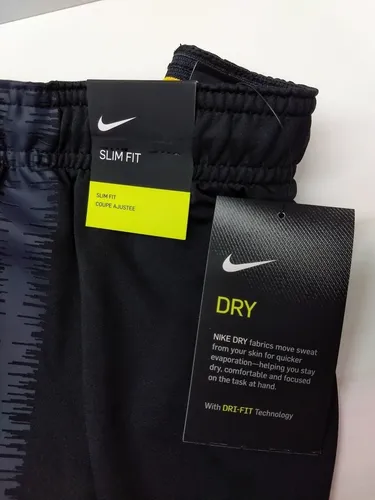 SLIM FIT
SLIM FIT
COUPE AJUSTÉE
DRY
NIKE DRY fabrics move sweat
from your skin for quicker
evaporation—helping you stay
dry, comfortable and focused
on the task at hand.
With DRI-FIT Technology